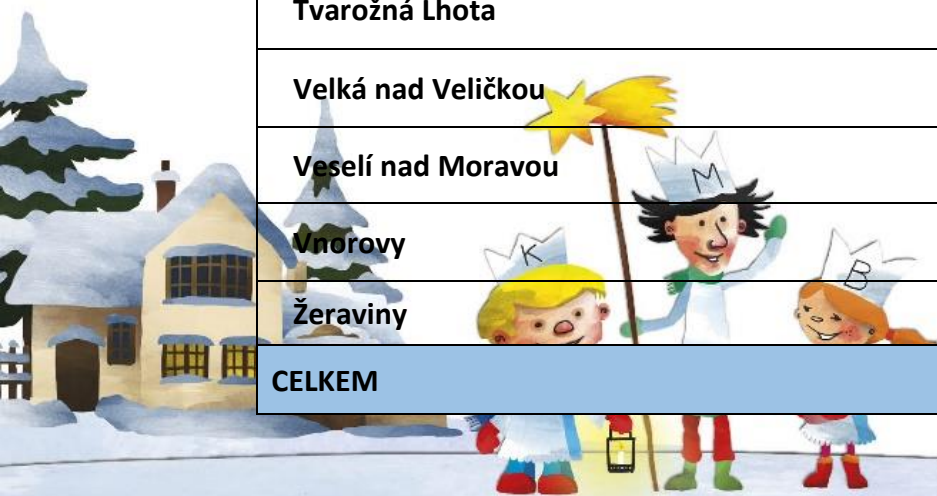 Tvarožná Lhota
Velká nad Veličkou
Veselí nad Moravou
M
Vnorovy
K
B
Žeraviny
CELKEM